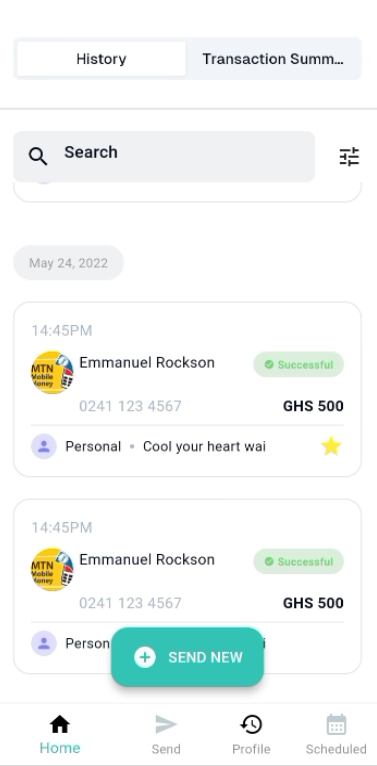 History
Transaction Summ...
Search
May 24, 2022
14:45PM
MTN
Mobile
Money
Emmanuel Rockson
Successful
0241 123 4567
GHS 500
Personal • Cool your heart wai
14:45PM
MTN
Mobile
Money
Emmanuel Rockson
Successful
0241 123 4567
GHS 500
Person
i
SEND NEW
Home
Send
Profile
Scheduled